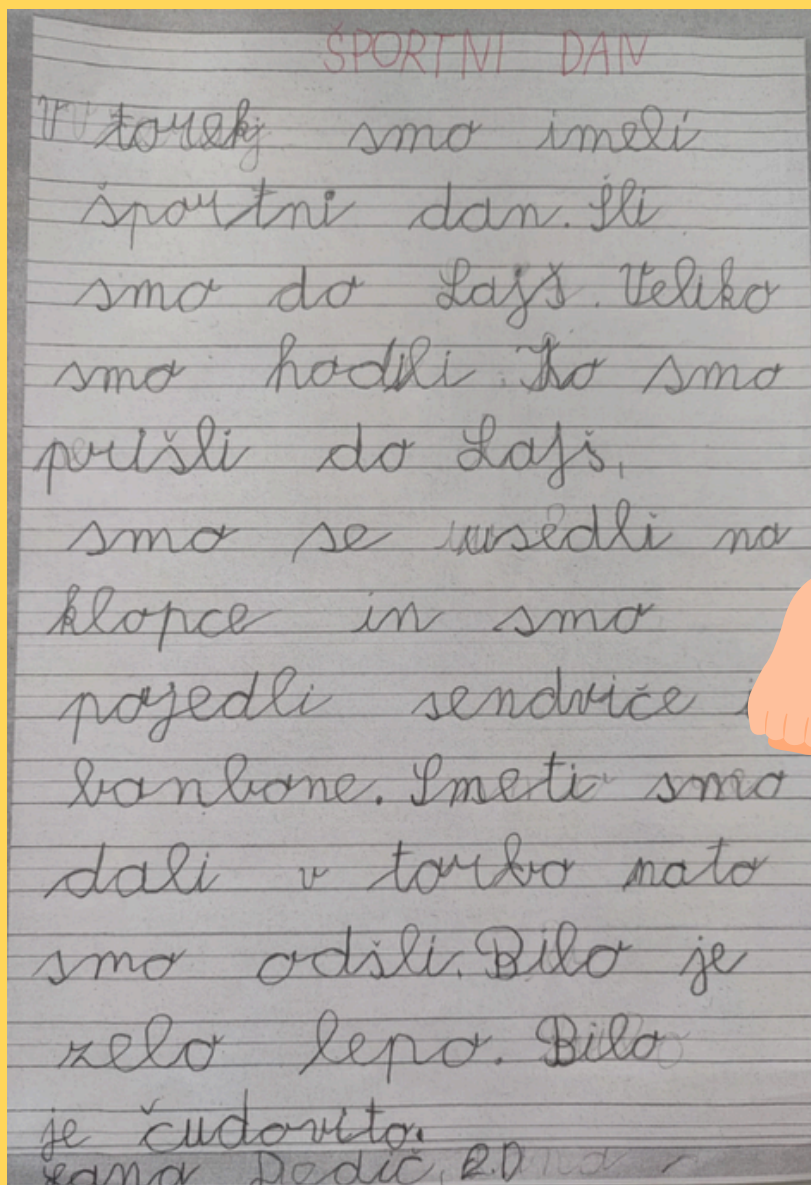 ŠPORTNI DAN
V torek smo imeli
športni dan. Šli
smo do Lajš. Veliko
smo hodili. Ko smo
prišli do Lajš,
smo se usedli na
klopce in smo
pojedli sendviče
bonbone. Smeti smo
dali v torbo nato
smo odšli. Bilo je
zelo lepo. Bilo
je čudovito.
Dedič, 2.D